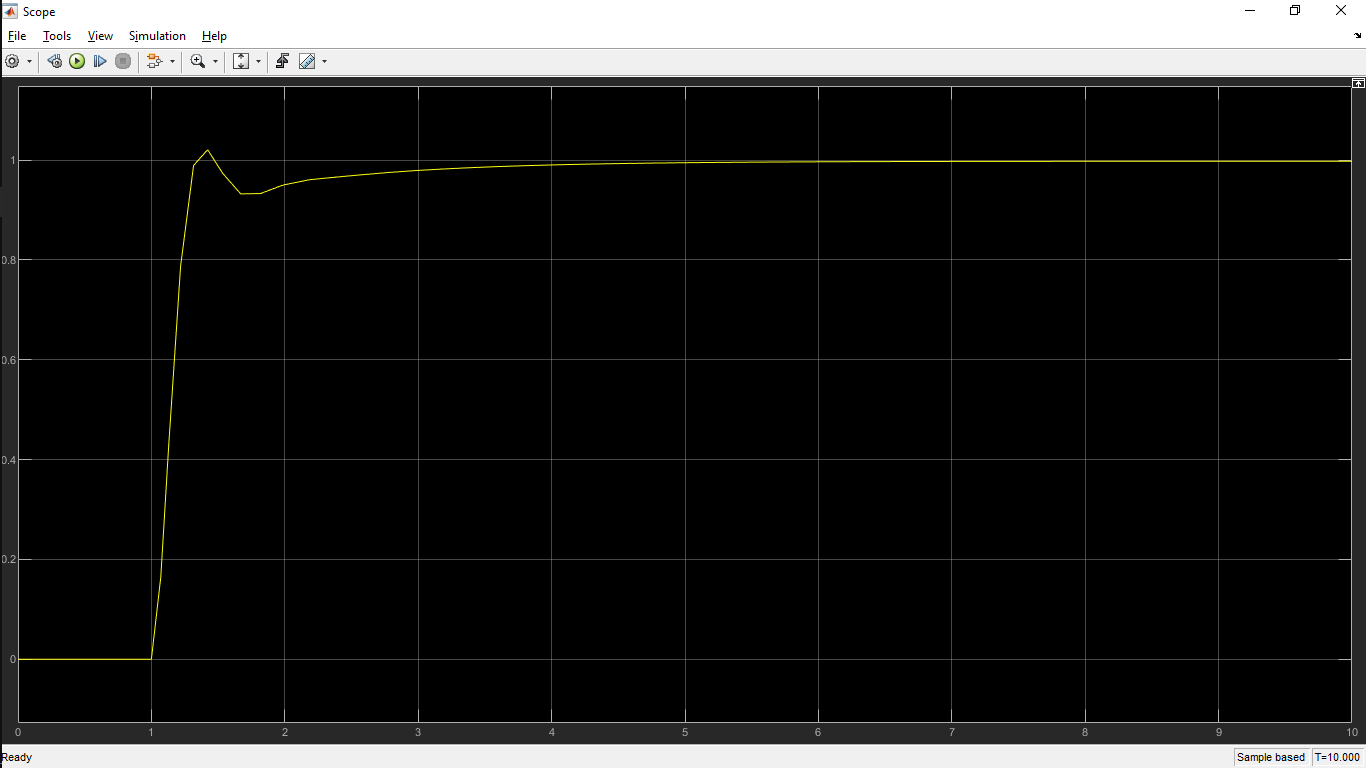 Scope
File Tools View Simulation Help
1
0.8
0.6
0.4
0.2
0
0 1 2 3 4 5 6 7 8 9 10
Ready
Sample based T=10.000